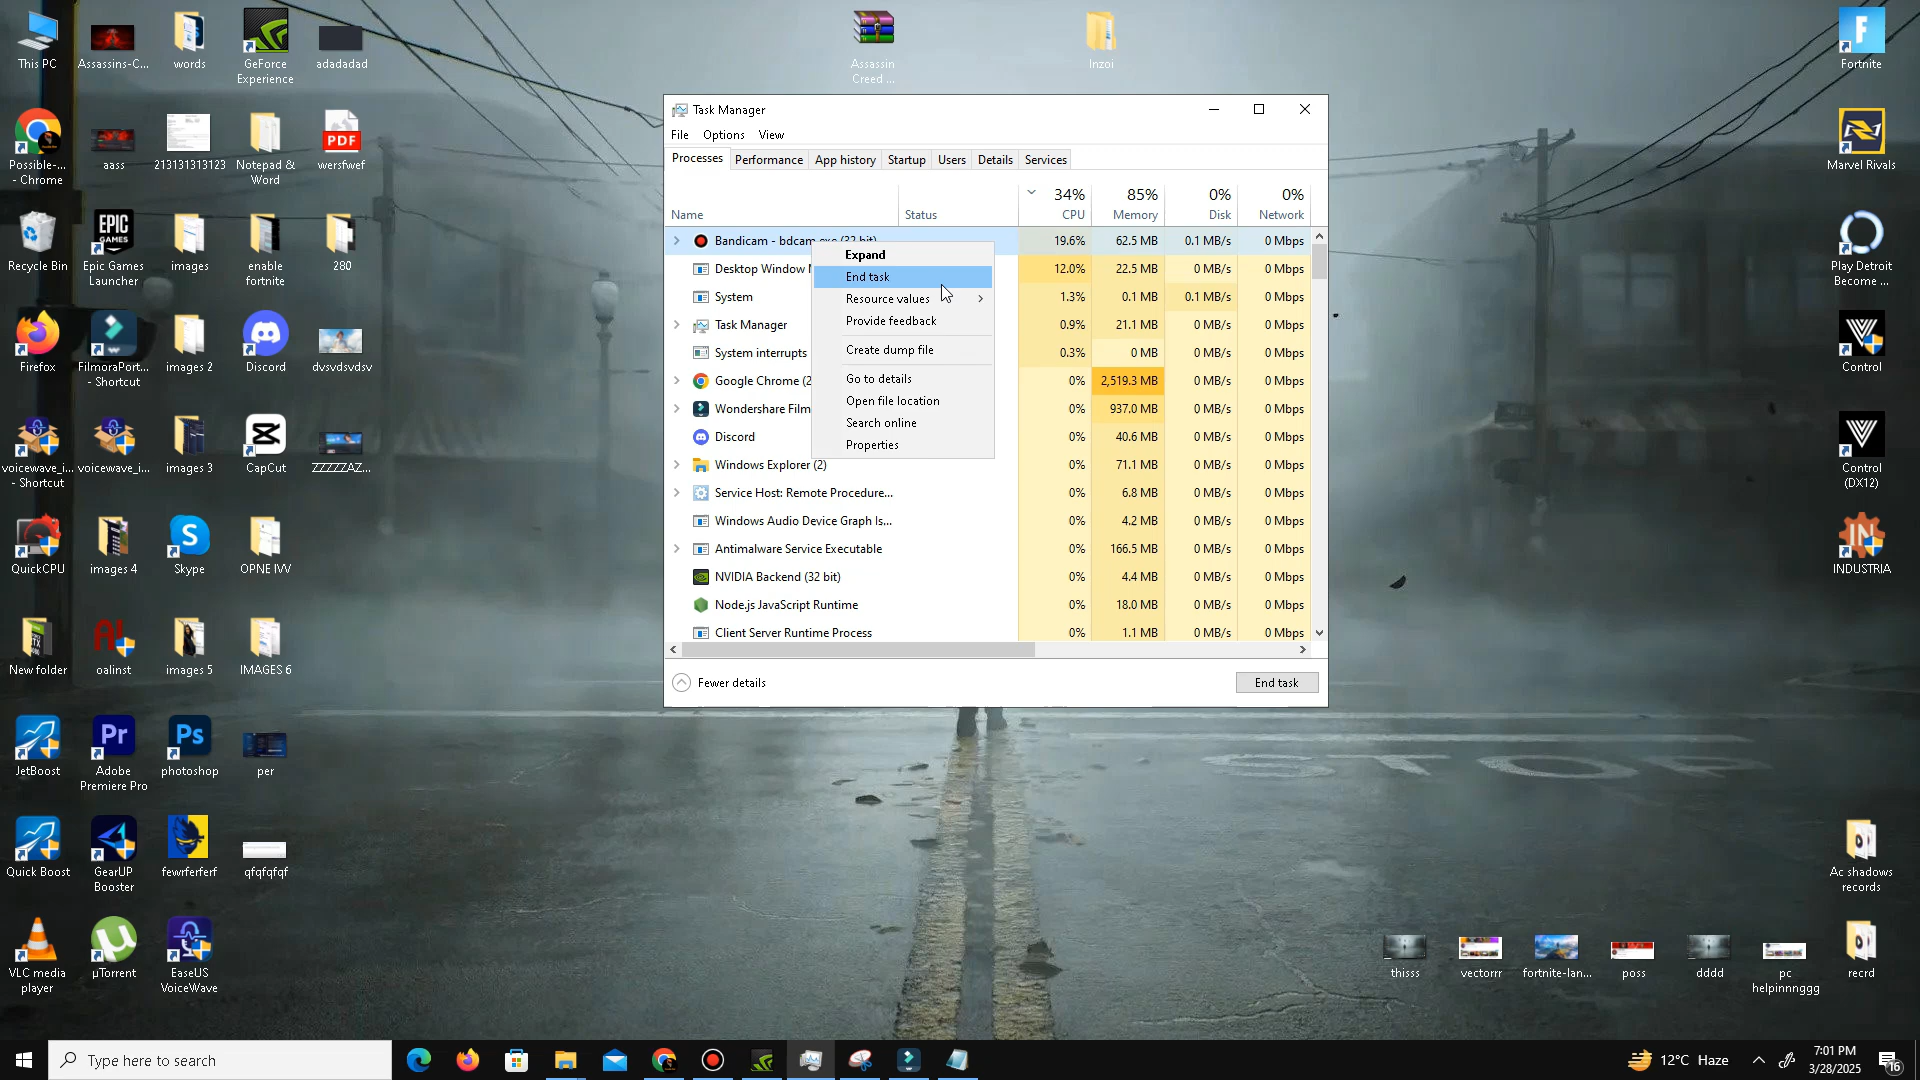 This PC
Assassins-C...
words
GeForce
Experience
adadadad
Assassin
Creed ...
Inzoi
Fortnite
Possible-...
- Chrome
aass
213131313123
Notepad &
Word
wersfwef
Marvel Rivals
Recycle Bin
Epic Games
Launcher
images
enable
fortnite
280
Play Detroit
Become ...
Firefox
FilmoraPort...
- Shortcut
images 2
Discord
dvsvdsvdsv
Control
voicewave_i...
- Shortcut
voicewave_i...
images 3
CapCut
ZZZZZAZ...
Control
(DX12)
QuickCPU
images 4
Skype
OPNE IVV
INDUSTRIA
New folder
oalinst
images 5
IMAGES 6
JetBoost
Adobe
Premiere Pro
photoshop
per
Quick Boost
GearUP
Booster
fewrferferf
qfqfqfqf
Ac shadows
records
VLC media
player
µTorrent
EaseUS
VoiceWave
thisss
vectorrr
fortnite-lan...
poss
dddd
pc
helpinnnggg
recrd
Task Manager
File Options View
Processes Performance App history Startup Users Details Services
34% 85% 0% 0%
Name Status CPU Memory Disk Network
Bandicam - bdcam.exe (32 bit) 19.6% 62.5 MB 0.1 MB/s 0 Mbps
Desktop Window 12.0% 22.5 MB 0 MB/s 0 Mbps
System 1.3% 0.1 MB 0.1 MB/s 0 Mbps
Task Manager 0.9% 21.1 MB 0 MB/s 0 Mbps
System interrupts 0.3% 0 MB 0 MB/s 0 Mbps
Google Chrome (2 0% 2,519.3 MB 0 MB/s 0 Mbps
Wondershare Film 0% 937.0 MB 0 MB/s 0 Mbps
Discord 0% 40.6 MB 0 MB/s 0 Mbps
Windows Explorer (2) 0% 71.1 MB 0 MB/s 0 Mbps
Service Host: Remote Procedure... 0% 6.8 MB 0 MB/s 0 Mbps
Windows Audio Device Graph Is... 0% 4.2 MB 0 MB/s 0 Mbps
Antimalware Service Executable 0% 166.5 MB 0 MB/s 0 Mbps
NVIDIA Backend (32 bit) 0% 4.4 MB 0 MB/s 0 Mbps
Node.js JavaScript Runtime 0% 18.0 MB 0 MB/s 0 Mbps
Client Server Runtime Process 0% 1.1 MB 0 MB/s 0 Mbps
Expand
End task
Resource values
Provide feedback
Create dump file
Go to details
Open file location
Search online
Properties
Fewer details
End task
EPIC
GAMES
PDF
AI
Pr
Ps
IN
STOP
Type here to search
12°C Haze
7:01 PM
3/28/2025
16